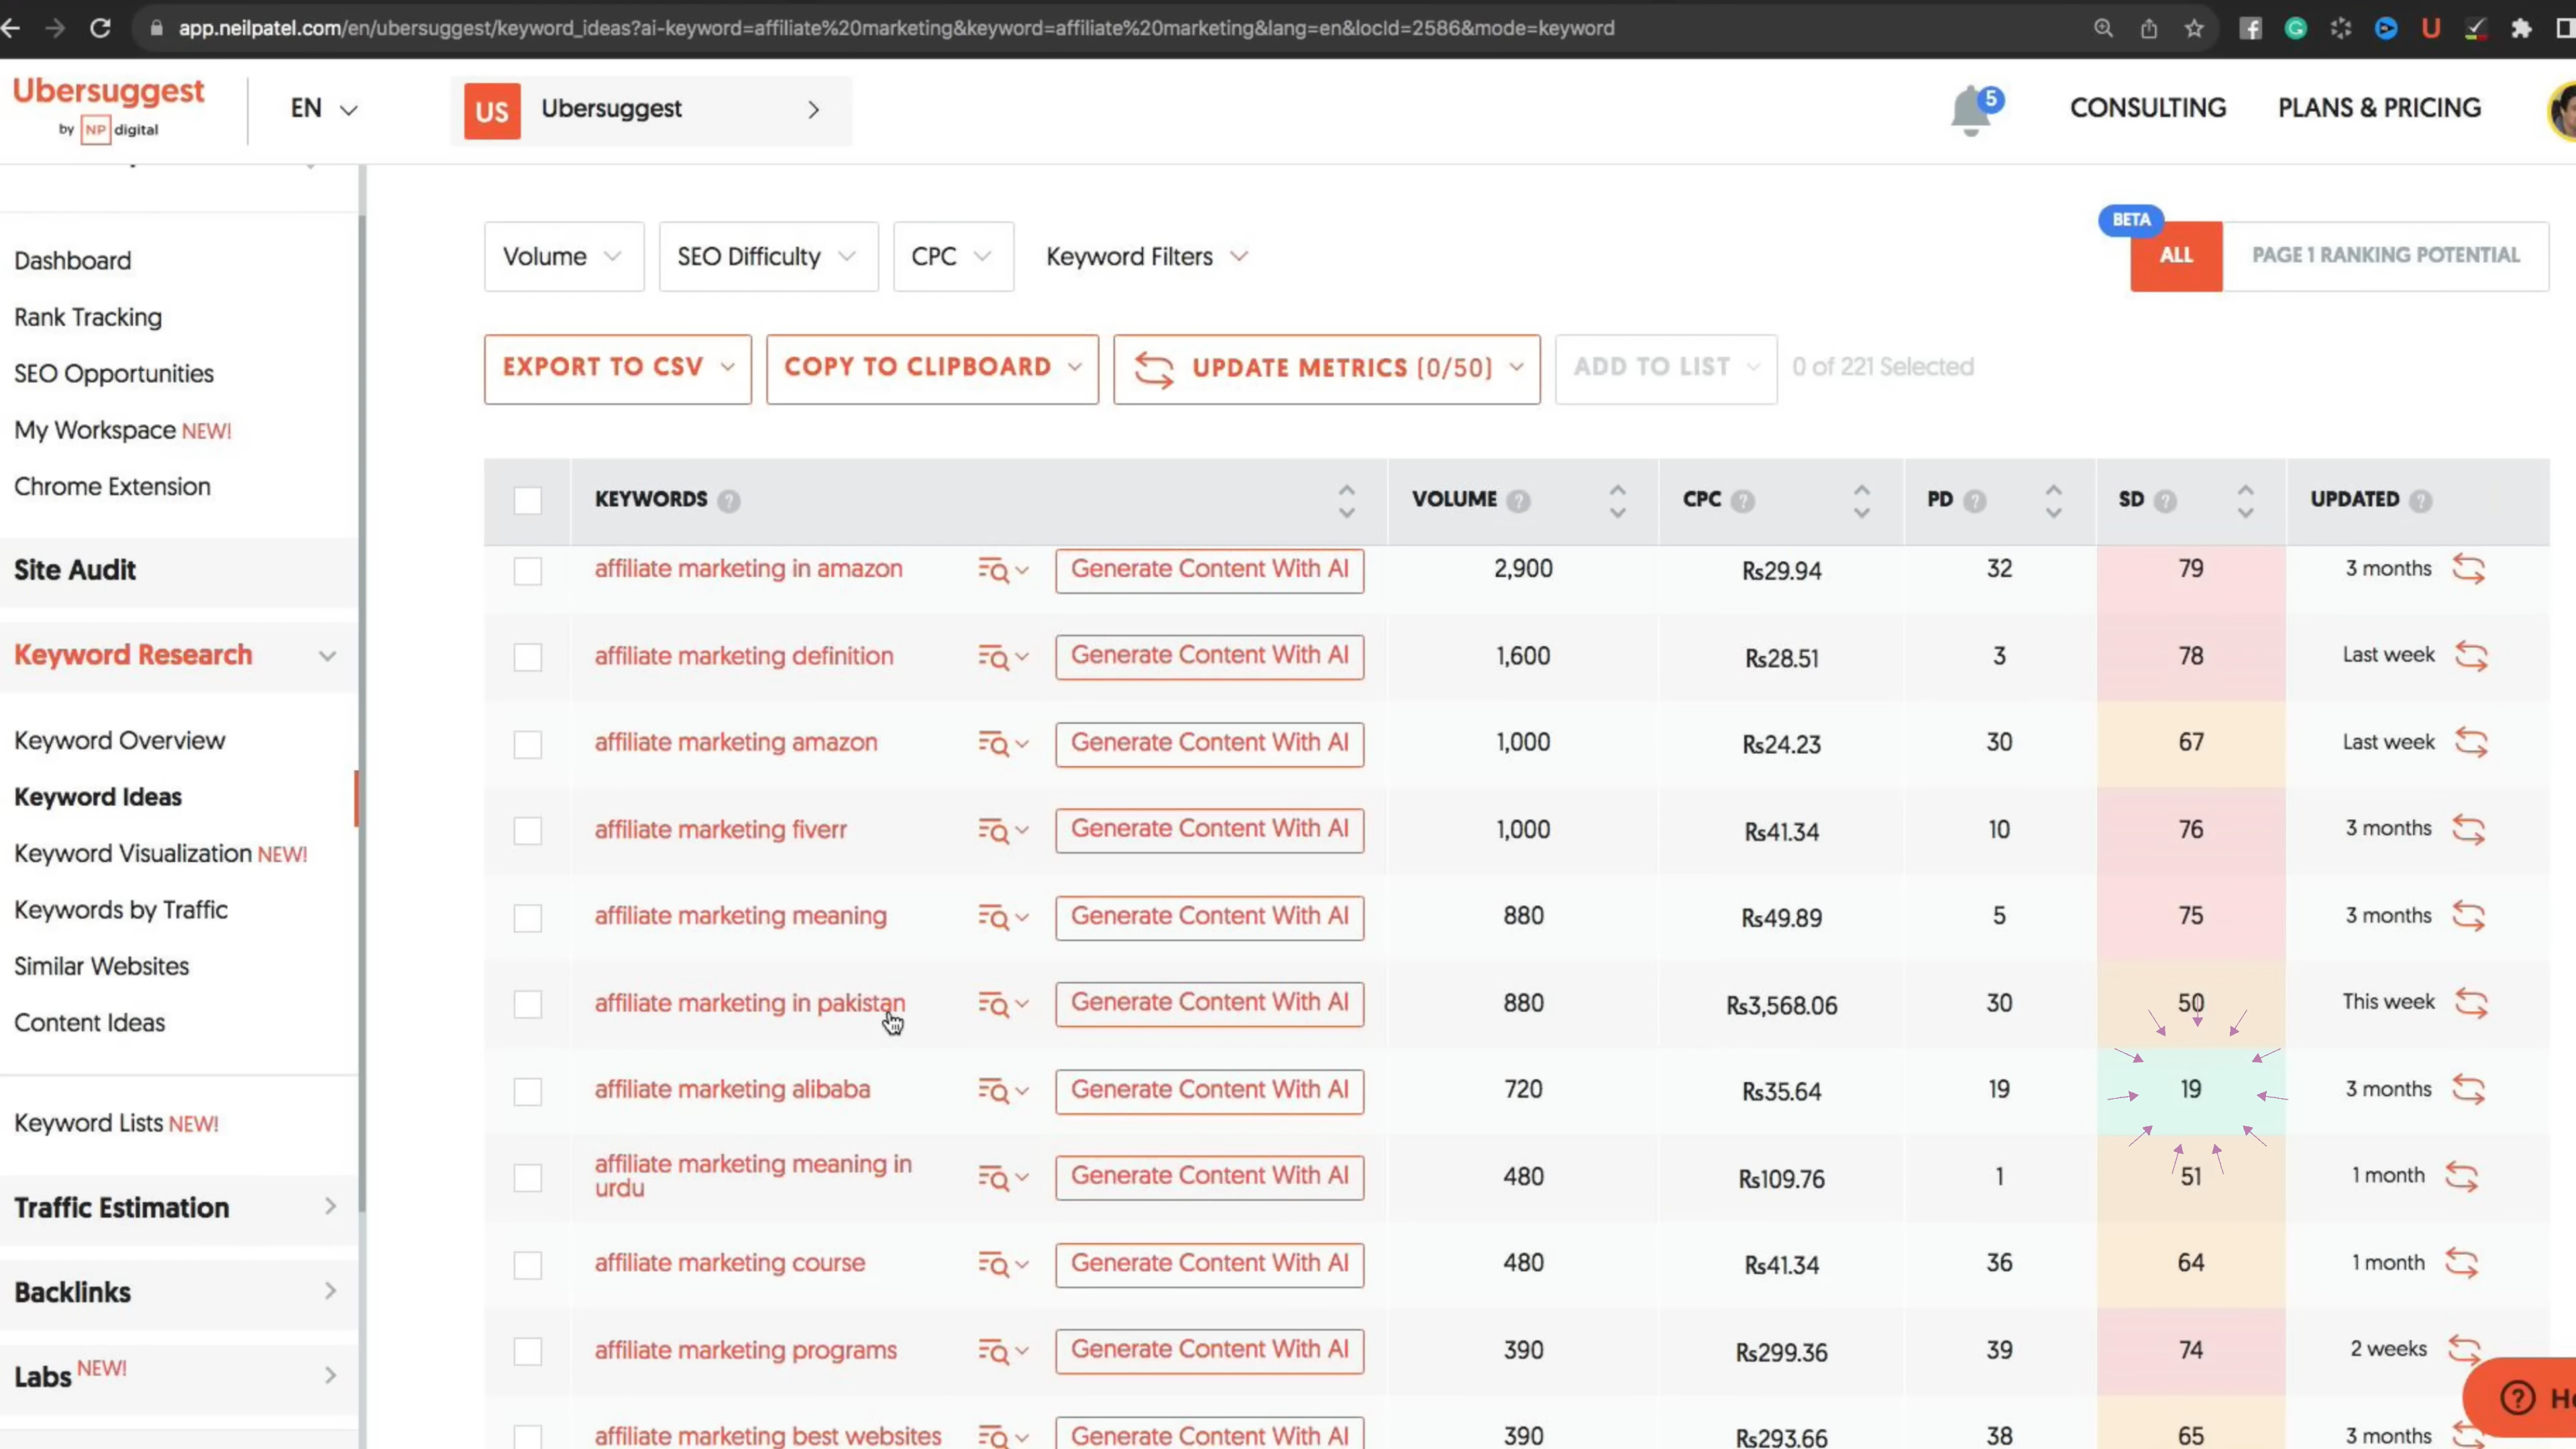 app.neilpatel.com/en/ubersuggest/keyword_ideas?ai-keyword=affiliate%20marketing&keyword=affiliate%20marketing&lang=en&locId=2586&mode=keyword
Ubersuggest
by NP digital
EN
US Ubersuggest
5
CONSULTING
PLANS & PRICING
Dashboard
Rank Tracking
SEO Opportunities
My Workspace NEW!
Chrome Extension
Site Audit
Keyword Research
Keyword Overview
Keyword Ideas
Keyword Visualization NEW!
Keywords by Traffic
Similar Websites
Content Ideas
Keyword Lists NEW!
Traffic Estimation
Backlinks
Labs NEW!
Volume SEO Difficulty CPC Keyword Filters
BETA
ALL PAGE 1 RANKING POTENTIAL
EXPORT TO CSV COPY TO CLIPBOARD UPDATE METRICS (0/50) ADD TO LIST 0 of 221 Selected
KEYWORDS ? VOLUME ? CPC ? PD ? SD ? UPDATED ?
affiliate marketing in amazon Generate Content With AI 2,900 Rs29.94 32 79 3 months
affiliate marketing definition Generate Content With AI 1,600 Rs28.51 3 78 Last week
affiliate marketing amazon Generate Content With AI 1,000 Rs24.23 30 67 Last week
affiliate marketing fiverr Generate Content With AI 1,000 Rs41.34 10 76 3 months
affiliate marketing meaning Generate Content With AI 880 Rs49.89 5 75 3 months
affiliate marketing in pakistan Generate Content With AI 880 Rs3,568.06 30 50 This week
affiliate marketing alibaba Generate Content With AI 720 Rs35.64 19 19 3 months
affiliate marketing meaning in
urdu Generate Content With AI 480 Rs109.76 1 51 1 month
affiliate marketing course Generate Content With AI 480 Rs41.34 36 64 1 month
affiliate marketing programs Generate Content With AI 390 Rs299.36 39 74 2 weeks
affiliate marketing best websites Generate Content With AI 390 Rs293.66 38 65 3 months
?